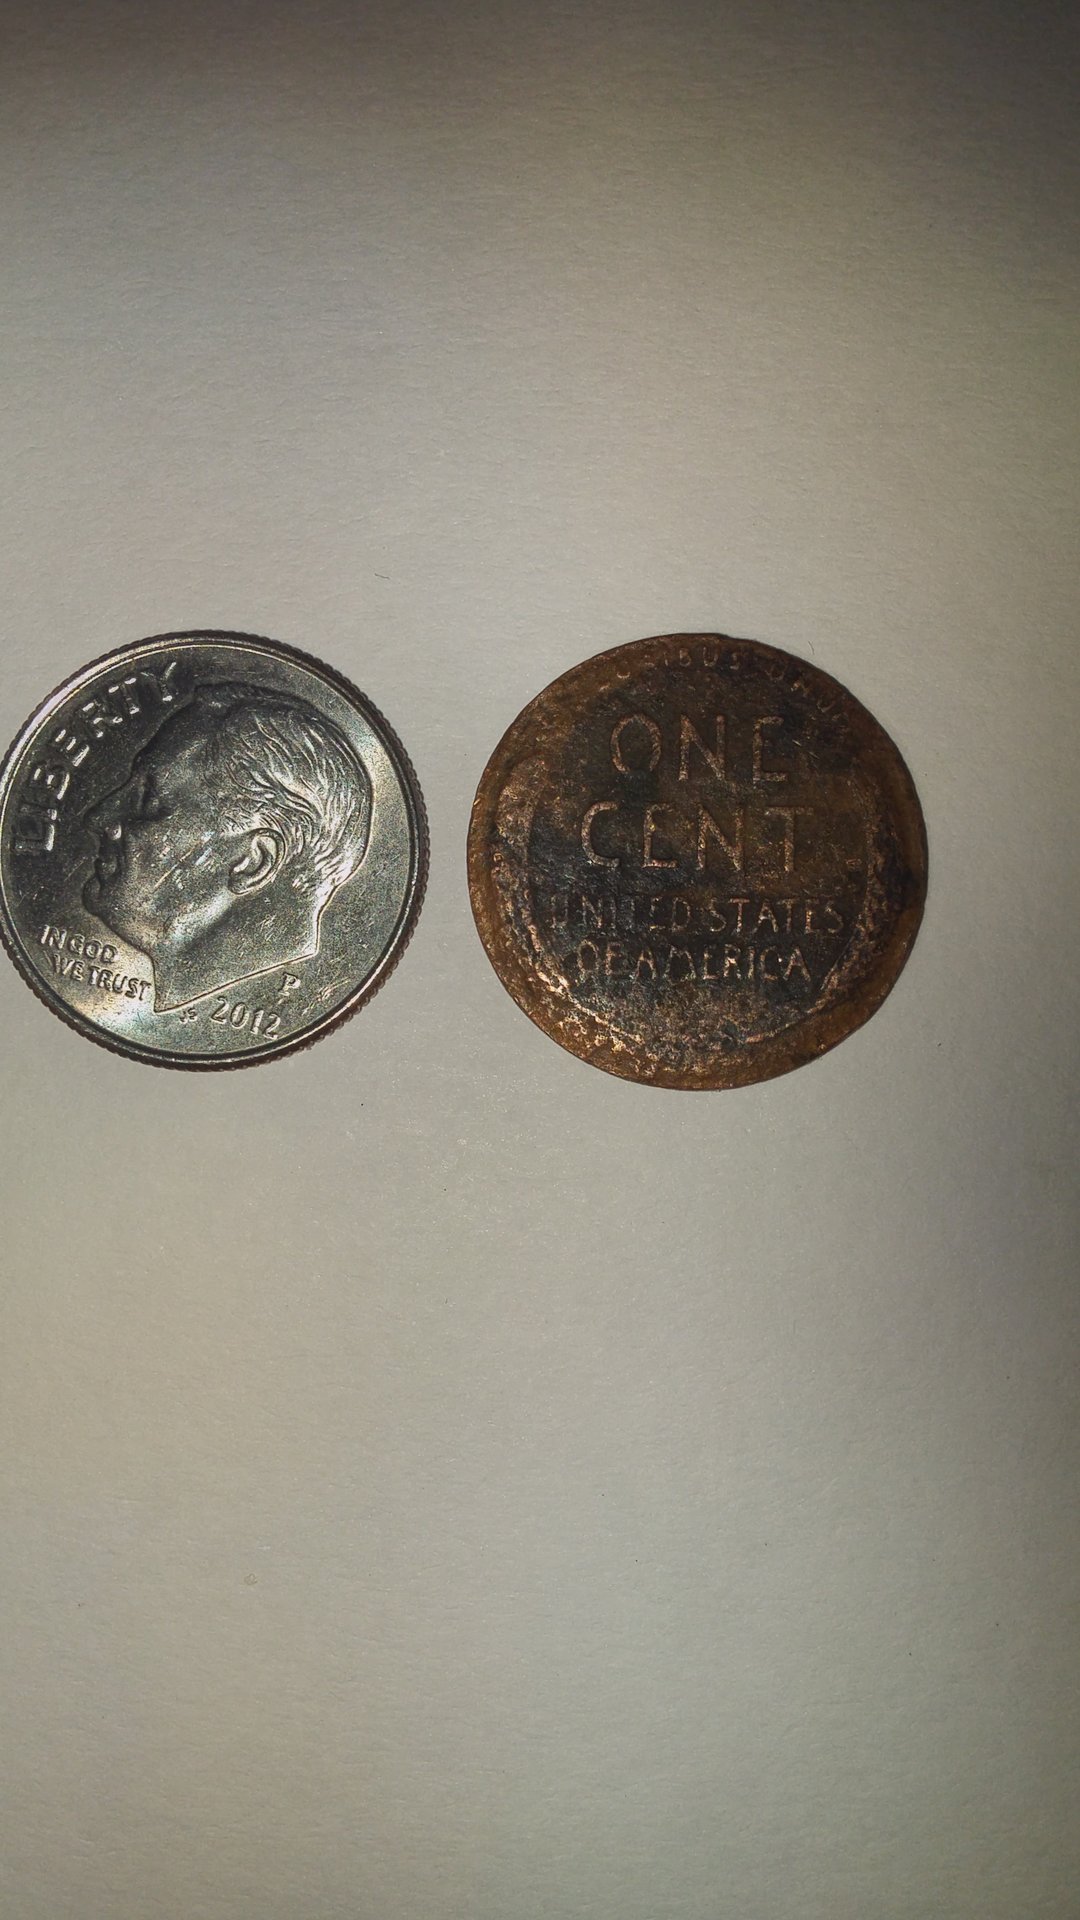 LIBERTY
IN GOD
WE TRUST
P
2012
ONE
CENT
UNITED STATES
OF AMERICA